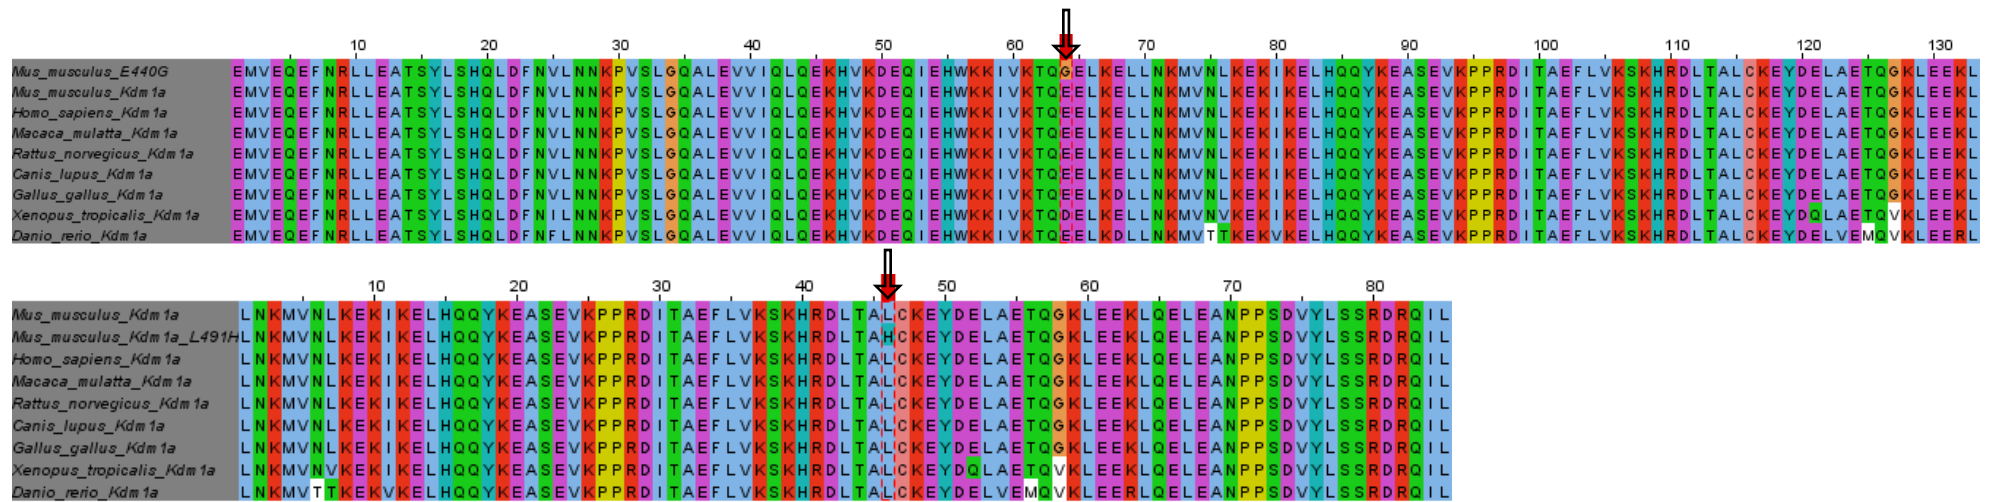 10 20 30 40 50 60 70 80 90 100 110 120 130
Mus_musculus_E440G EMVEQEFNRLLEATSYLSHQLDFNVLNNKPVSLGQALEVVIQLQEKHVKDEQIEHWKKIVKTQGELKELLNKMVNLKEKIKELHQQYKEASEVKPPRDITAEFLVKSKHRDLTALCKEYDELAETQGKLEEKL
Mus_musculus_Kdm1a EMVEQEFNRLLEATSYLSHQLDFNVLNNKPVSLGQALEVVIQLQEKHVKDEQIEHWKKIVKTQEELKELLNKMVNLKEKIKELHQQYKEASEVKPPRDITAEFLVKSKHRDLTALCKEYDELAETQGKLEEKL
Homo_sapiens_Kdm1a EMVEQEFNRLLEATSYLSHQLDFNVLNNKPVSLGQALEVVIQLQEKHVKDEQIEHWKKIVKTQEELKELLNKMVNLKEKIKELHQQYKEASEVKPPRDITAEFLVKSKHRDLTALCKEYDELAETQGKLEEKL
Macaca_mulatta_Kdm1a EMVEQEFNRLLEATSYLSHQLDFNVLNNKPVSLGQALEVVIQLQEKHVKDEQIEHWKKIVKTQEELKELLNKMVNLKEKIKELHQQYKEASEVKPPRDITAEFLVKSKHRDLTALCKEYDELAETQGKLEEKL
Rattus_norvegicus_Kdm1a EMVEQEFNRLLEATSYLSHQLDFNVLNNKPVSLGQALEVVIQLQEKHVKDEQIEHWKKIVKTQEELKELLNKMVNLKEKIKELHQQYKEASEVKPPRDITAEFLVKSKHRDLTALCKEYDELAETQGKLEEKL
Canis_lupus_Kdm1a EMVEQEFNRLLEATSYLSHQLDFNVLNNKPVSLGQALEVVIQLQEKHVKDEQIEHWKKIVKTQEELKELLNKMVNLKEKIKELHQQYKEASEVKPPRDITAEFLVKSKHRDLTALCKEYDELAETQGKLEEKL
Gallus_gallus_Kdm1a EMVEQEFNRLLEATSYLSHQLDFNVLNNKPVSLGQALEVVIQLQEKHVKDEQIEHWKKIVKTQEELKELLNKMVNLKEKIKELHQQYKEASEVKPPRDITAEFLVKSKHRDLTALCKEYDELAETQGKLEEKL
Xenopus_tropicalis_Kdm1a EMVEQEFNRLLEATSYLSHQLDFNILNNKPVSLGQALEVVIQLQEKHVKDEQIEHWKKIVKTQEELKELLNKMVNVKEKIKELHQQYKEASEVKPPRDITAEFLVKSKHRDLTALCKEYDQLAETQVKLEEKL
Danio_rerio_Kdm1a EMVEQEFNRLLEATSYLSHQLDFNFLNNKPVSLGQALEVVIQLQEKHVKDEQIEHWKKIVKTQEELKDLLNKMVTTKEKVKELHQQYKEASEVKPPRDITAEFLVKSKHRDLTALCKEYDELVEMQVKLEERL
10 20 30 40 50 60 70 80
Mus_musculus_Kdm1a LNKMVNLKEKIKELHQQYKEASEVKPPRDITAEFLVKSKHRDLTALCKEYDELAETQGKLEEKLQELEANPPSDVYLSSRDRQIL
Mus_musculus_Kdm1a_L491H LNKMVNLKEKIKELHQQYKEASEVKPPRDITAEFLVKSKHRDLTAHCKEYDELAETQGKLEEKLQELEANPPSDVYLSSRDRQIL
Homo_sapiens_Kdm1a LNKMVNLKEKIKELHQQYKEASEVKPPRDITAEFLVKSKHRDLTALCKEYDELAETQGKLEEKLQELEANPPSDVYLSSRDRQIL
Macaca_mulatta_Kdm1a LNKMVNLKEKIKELHQQYKEASEVKPPRDITAEFLVKSKHRDLTALCKEYDELAETQGKLEEKLQELEANPPSDVYLSSRDRQIL
Rattus_norvegicus_Kdm1a LNKMVNLKEKIKELHQQYKEASEVKPPRDITAEFLVKSKHRDLTALCKEYDELAETQGKLEEKLQELEANPPSDVYLSSRDRQIL
Canis_lupus_Kdm1a LNKMVNLKEKIKELHQQYKEASEVKPPRDITAEFLVKSKHRDLTALCKEYDELAETQGKLEEKLQELEANPPSDVYLSSRDRQIL
Gallus_gallus_Kdm1a LNKMVNLKEKIKELHQQYKEASEVKPPRDITAEFLVKSKHRDLTALCKEYDELAETQGKLEEKLQELEANPPSDVYLSSRDRQIL
Xenopus_tropicalis_Kdm1a LNKMVNVKEKIKELHQQYKEASEVKPPRDITAEFLVKSKHRDLTALCKEYDQLAETQVKLEEKLQELEANPPSDVYLSSRDRQIL
Danio_rerio_Kdm1a LNKMVTTKEKVKELHQQYKEASEVKPPRDITAEFLVKSKHRDLTALCKEYDELVEMQVKLEERLQELEANPPSDVYLSSRDRQIL